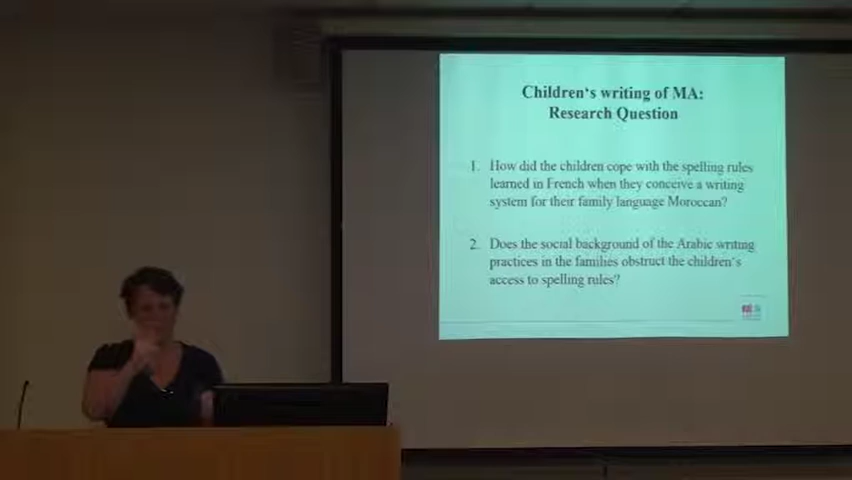 Children‘s writing of MA:
Research Question
1. How did the children cope with the spelling rules
learned in French when they conceive a writing
system for their family language Moroccan?
2. Does the social background of the Arabic writing
practices in the families obstruct the children‘s
access to spelling rules?